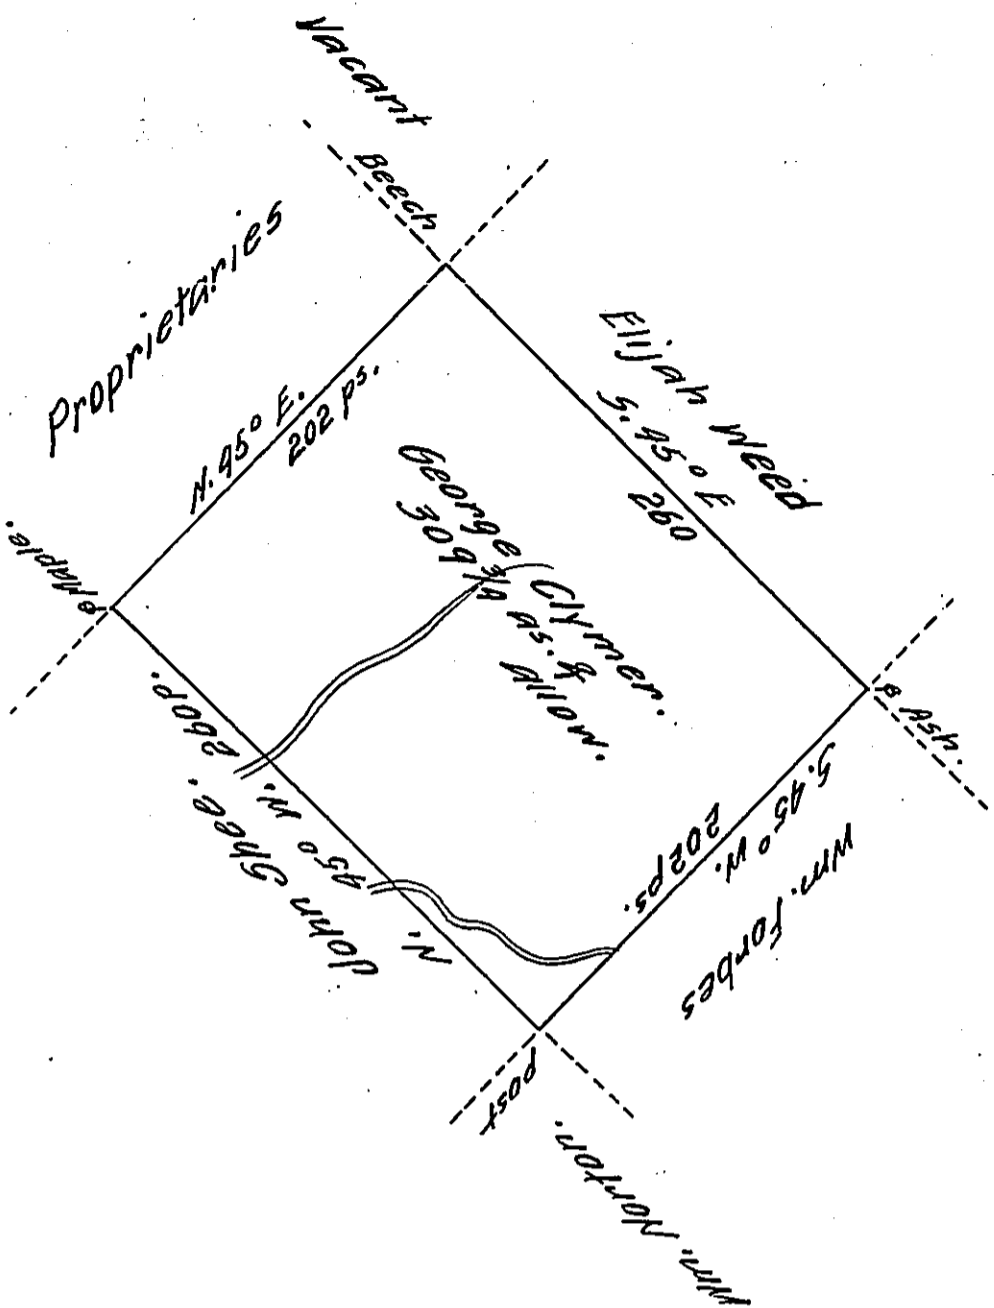 Vacant
Beech
Proprietaries
N. 45° E.
202 ps.
Elijah Weed
S. 45° E
260
George Clymer.
309 3/4 as. & allow.
Maple.
260 p.
N. 45° W.
John Shee.
Ash.
S. 45° W.
202 ps.
Wm. Forbes
post
Wm. Norton.